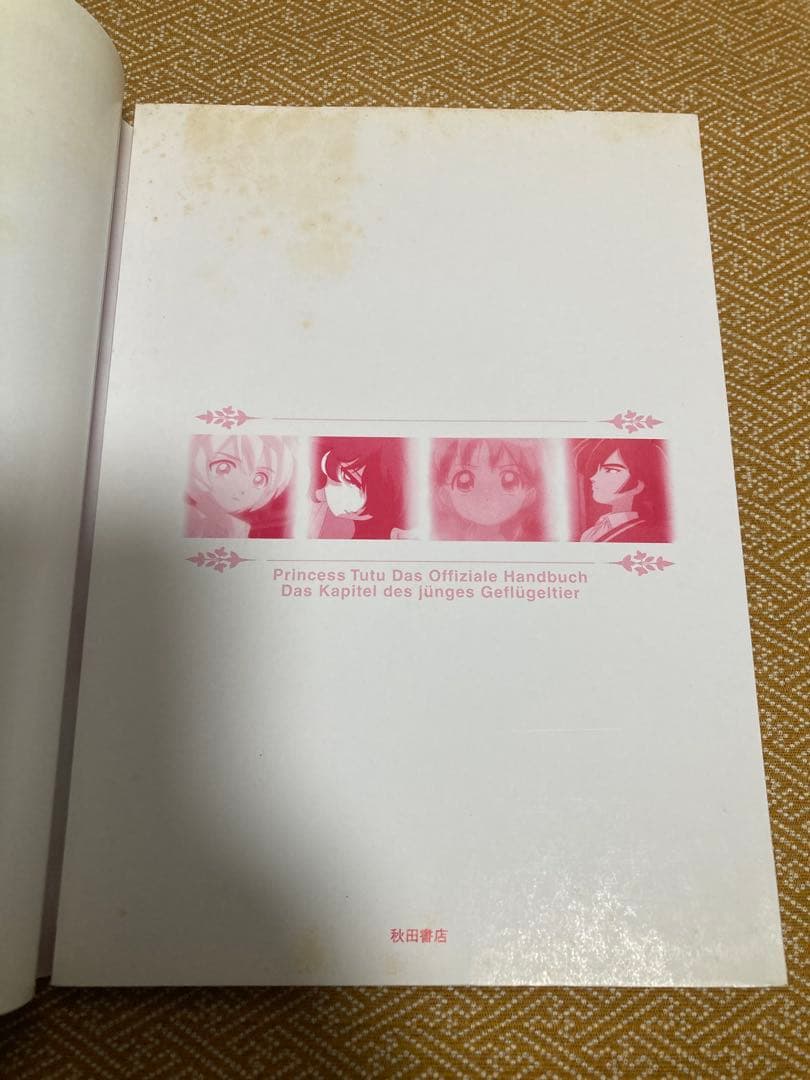 Princess Tutu Das Offiziale Handbuch
Das Kapitel des jünges Geflügeltier
秋田書店